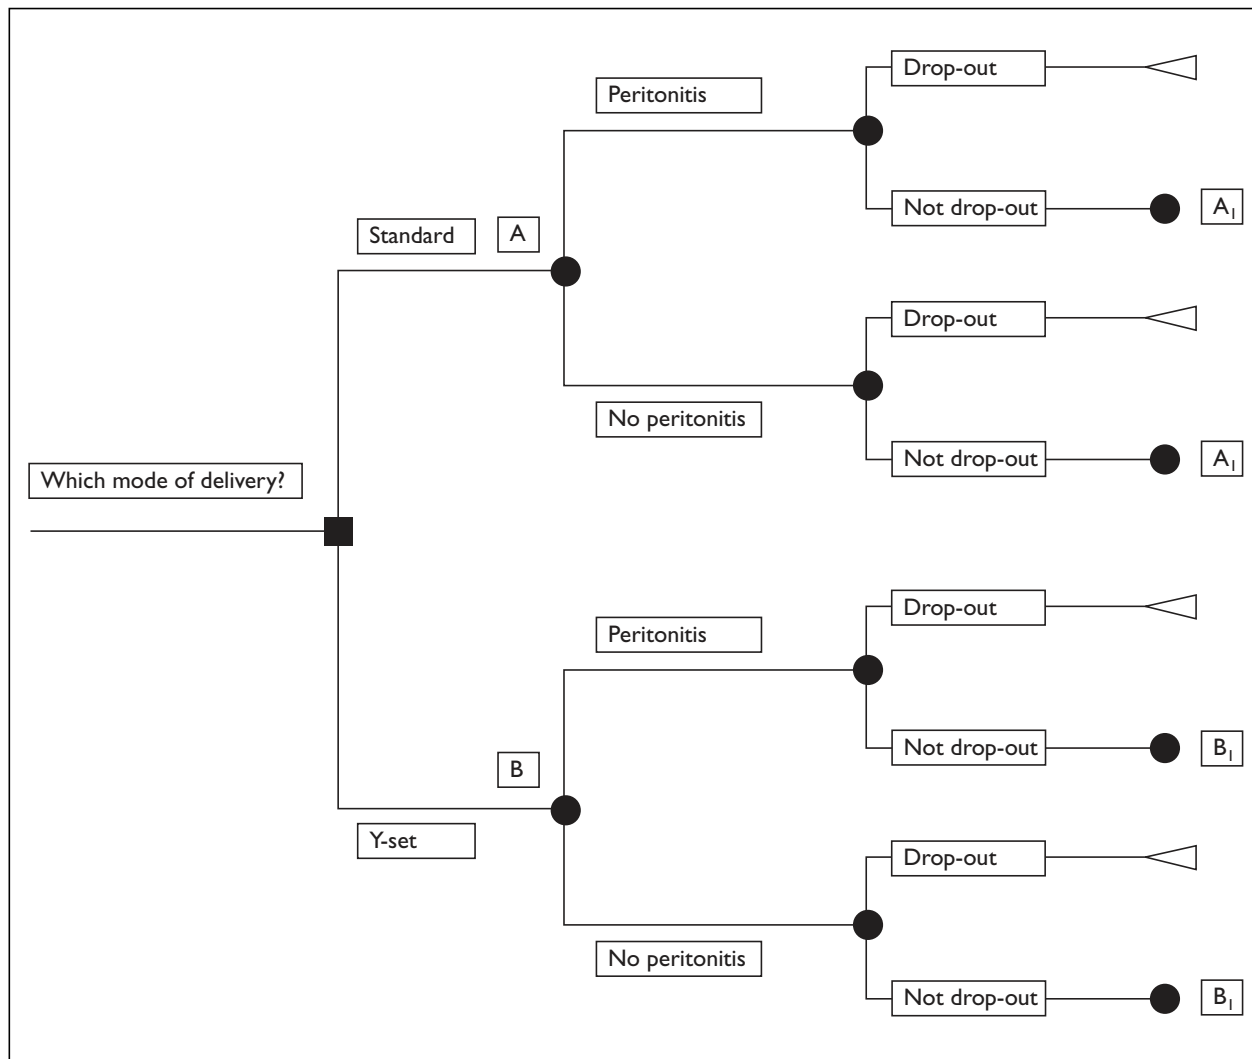 Drop-out
Peritonitis
Not drop-out
A₁
Standard
A
Drop-out
No peritonitis
Not drop-out
A₁
Which mode of delivery?
Drop-out
Peritonitis
Not drop-out
B₁
B
Y-set
Drop-out
No peritonitis
Not drop-out
B₁